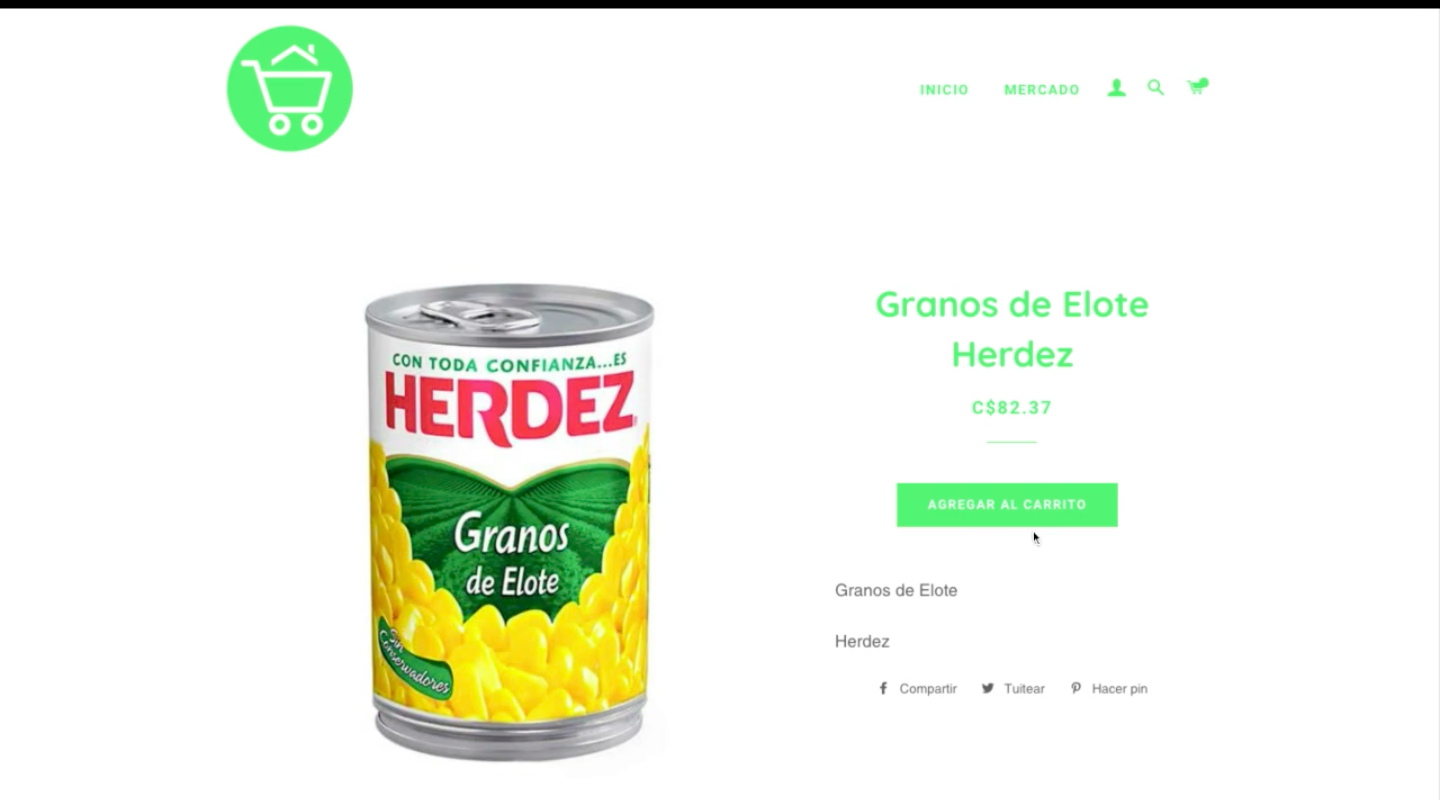 INICIO MERCADO
CON TODA CONFIANZA...ES
HERDEZ
Granos
de Elote
Sin
Conservadores
Granos de Elote
Herdez
C$82.37
AGREGAR AL CARRITO
Granos de Elote
Herdez
Compartir Tuitear Hacer pin